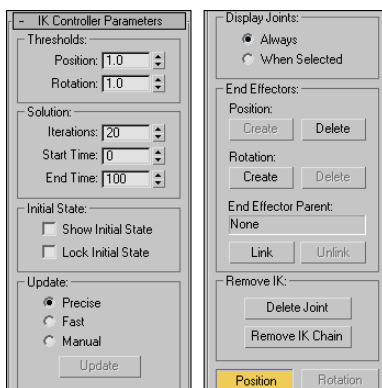 - IK Controller Parameters
Thresholds:
Position: 1.0
Rotation: 1.0
Solution:
Iterations: 20
Start Time: 0
End Time: 100
Initial State:
Show Initial State
Lock Initial State
Update:
Precise
Fast
Manual
Update
Display Joints:
Always
When Selected
End Effectors:
Position:
Create Delete
Rotation:
Create Delete
End Effector Parent:
None
Link Unlink
Remove IK:
Delete Joint
Remove IK Chain
Position Rotation